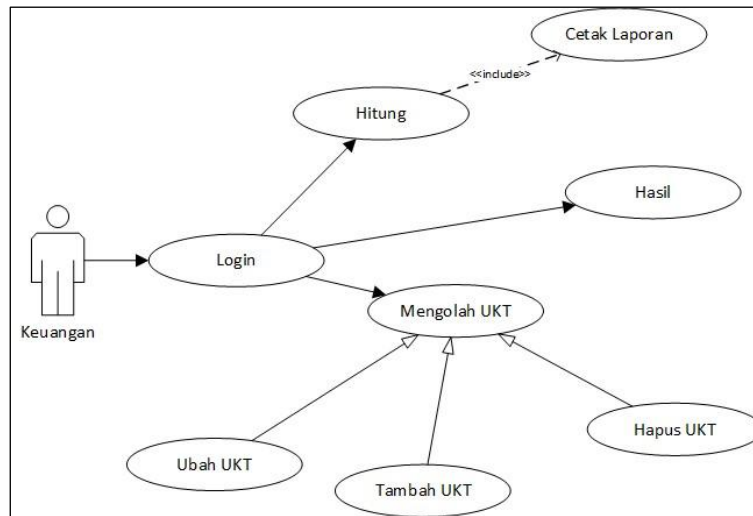 Cetak Laporan
<<include>>
Hitung
Hasil
Login
Mengolah UKT
Keuangan
Hapus UKT
Ubah UKT
Tambah UKT